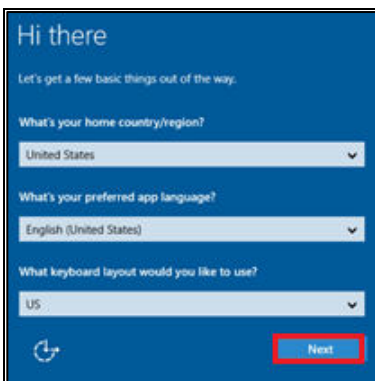 Hi there
Let's get a few basic things out of the way.
What's your home country/region?
United States
What's your preferred app language?
English (United States)
What keyboard layout would you like to use?
US
Next